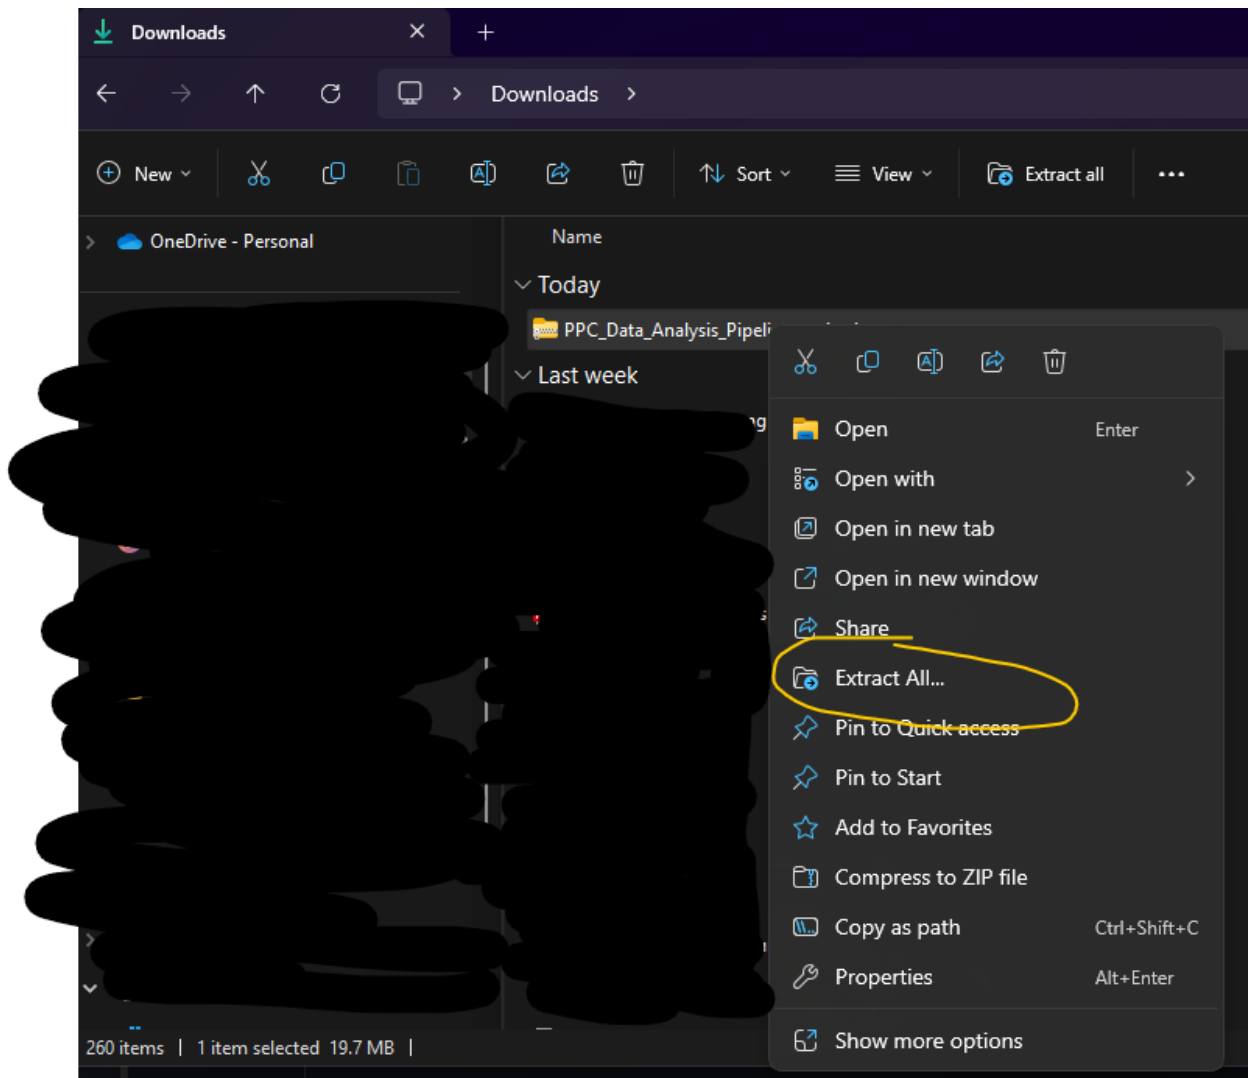 Downloads
Downloads
New
Sort
View
Extract all
OneDrive - Personal
Name
Today
PPC_Data_Analysis_Pipeli
Last week
Open Enter
Open with
Open in new tab
Open in new window
Share
Extract All...
Pin to Quick access
Pin to Start
Add to Favorites
Compress to ZIP file
Copy as path Ctrl+Shift+C
Properties Alt+Enter
Show more options
260 items | 1 item selected 19.7 MB |